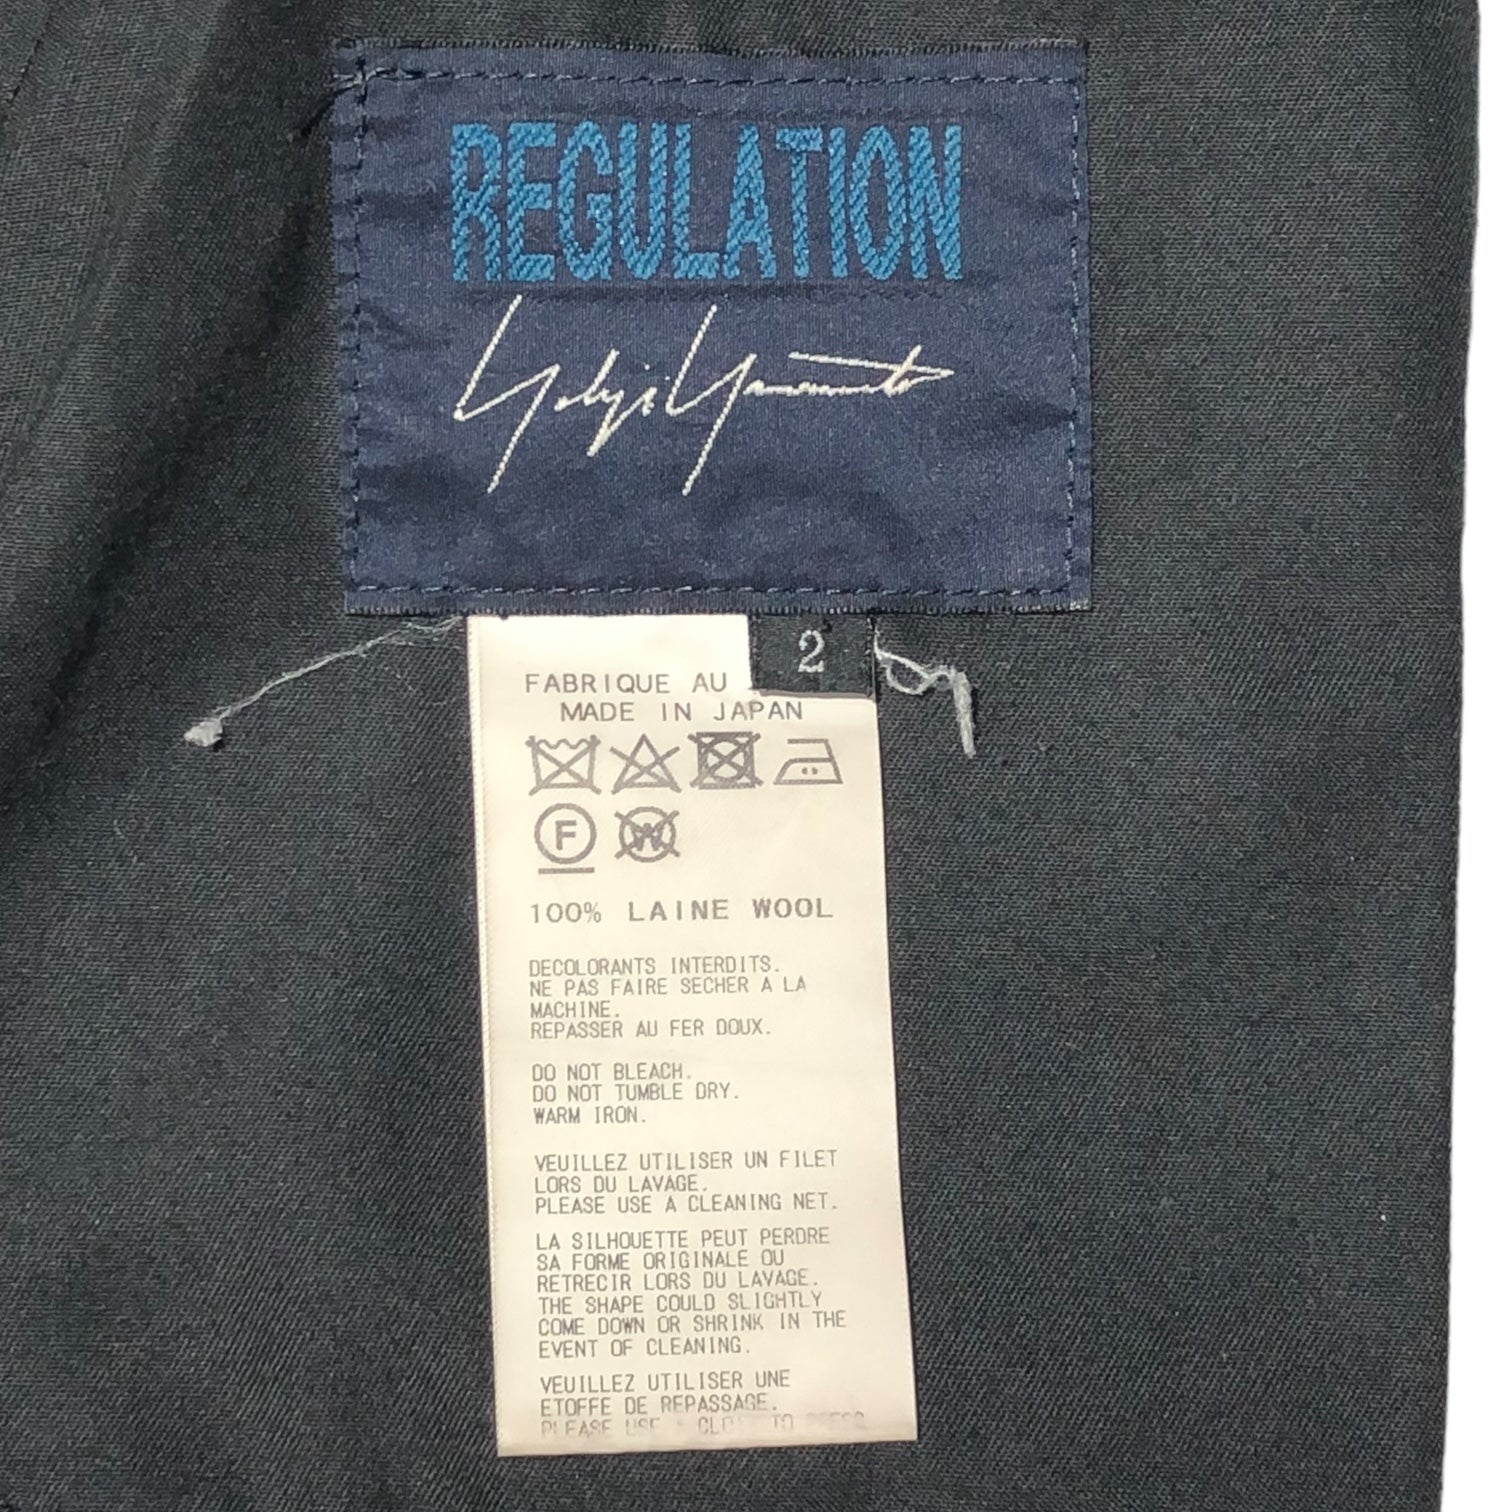 REGULATION
Yohji Yamamoto
2
FABRIQUE AU
MADE IN JAPAN
F
W
100% LAINE WOOL
DECOLORANTS INTERDITS.
NE PAS FAIRE SECHER A LA
MACHINE.
REPASSER AU FER DOUX.
DO NOT BLEACH.
DO NOT TUMBLE DRY.
WARM IRON.
VEUILLEZ UTILISER UN FILET
LORS DU LAVAGE.
PLEASE USE A CLEANING NET.
LA SILHOUETTE PEUT PERDRE
SA FORME ORIGINALE OU
RETRECIR LORS DU LAVAGE.
THE SHAPE COULD SLIGHTLY
COME DOWN OR SHRINK IN THE
EVENT OF CLEANING.
VEUILLEZ UTILISER UNE
ETOFFE DE REPASSAGE.
PLEASE USE A TO